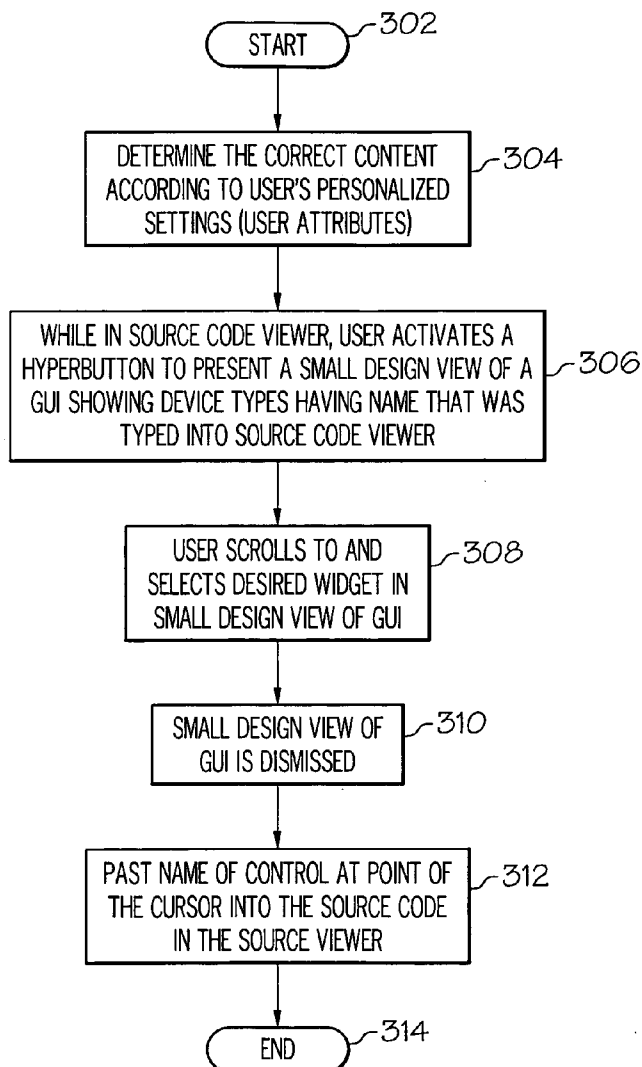 START
302
DETERMINE THE CORRECT CONTENT
ACCORDING TO USER'S PERSONALIZED
SETTINGS (USER ATTRIBUTES)
304
WHILE IN SOURCE CODE VIEWER, USER ACTIVATES A
HYPERBUTTON TO PRESENT A SMALL DESIGN VIEW OF A
GUI SHOWING DEVICE TYPES HAVING NAME THAT WAS
TYPED INTO SOURCE CODE VIEWER
306
USER SCROLLS TO AND
SELECTS DESIRED WIDGET IN
SMALL DESIGN VIEW OF GUI
308
SMALL DESIGN VIEW OF
GUI IS DISMISSED
310
PAST NAME OF CONTROL AT POINT OF
THE CURSOR INTO THE SOURCE CODE
IN THE SOURCE VIEWER
312
END
314